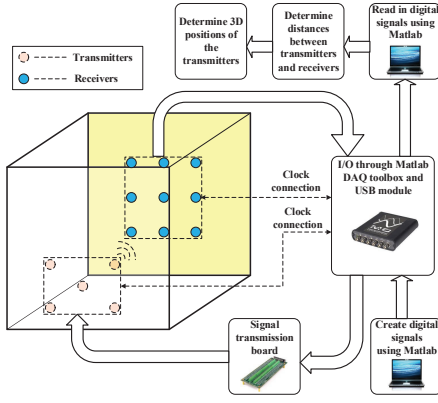 Determine 3D
positions of
the
transmitters
Determine
distances
between
transmitters
and receivers
Read in digital
signals using
Matlab
Transmitters
Receivers
I/O through Matlab
DAQ toolbox and
USB module
Clock
connection
Clock
connection
Signal
transmission
board
Create digital
signals
using Matlab